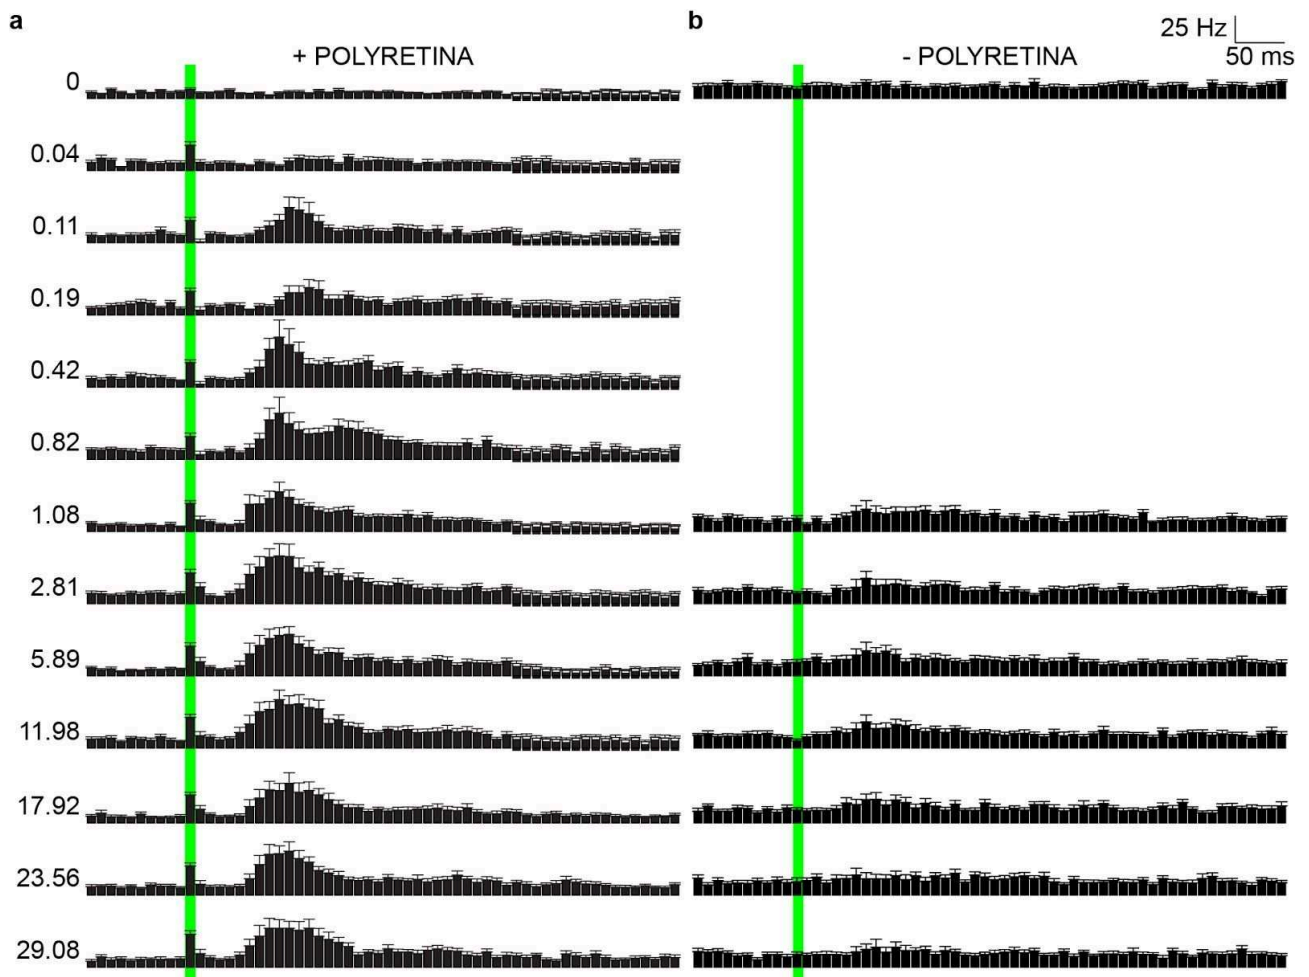 a
b
25 Hz
+ POLYRETINA
- POLYRETINA
50 ms
0
0.04
0.11
0.19
0.42
0.82
1.08
2.81
5.89
11.98
17.92
23.56
29.08